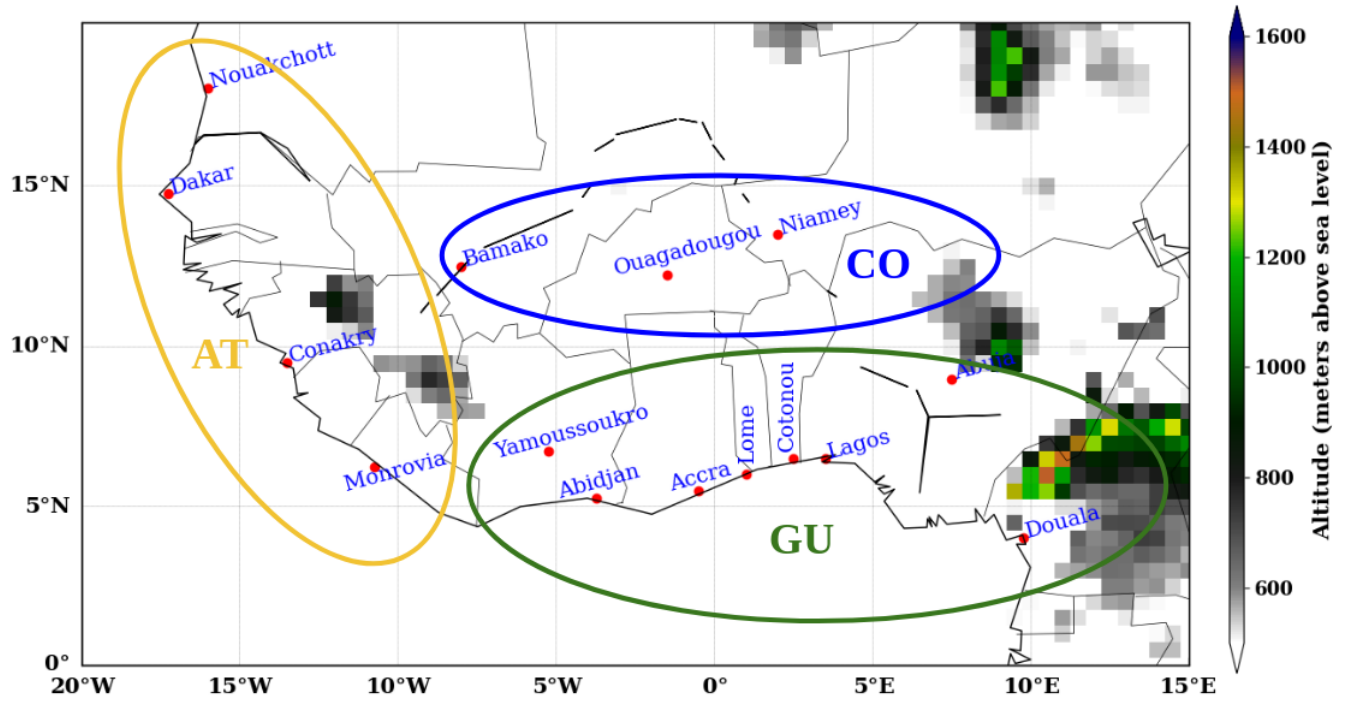 Nouakchott
Dakar
Bamako
Ouagadougou
Niamey
CO
AT
Conakry
Abuja
Yamoussoukro
Lome
Cotonou
Lagos
Monrovia
Abidjan
Accra
GU
Douala
15°N
10°N
5°N
0°
20°W 15°W 10°W 5°W 0° 5°E 10°E 15°E
1600
1400
1200
1000
800
600
Altitude (meters above sea level)